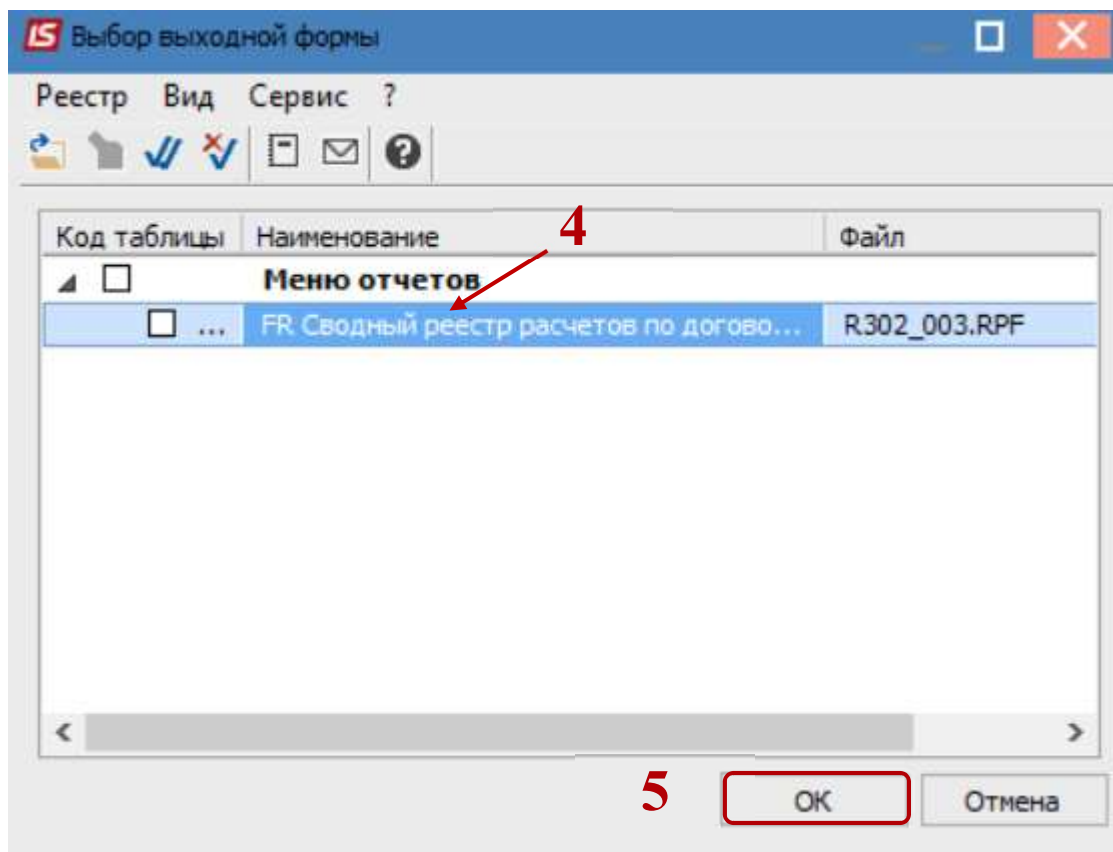 IS Выбор выходной формы
Реестр Вид Сервис ?
4
Код таблицы Наименование Файл
Меню отчетов
... FR Сводный реестр расчетов по догово... R302_003.RPF
5 ОК Отмена